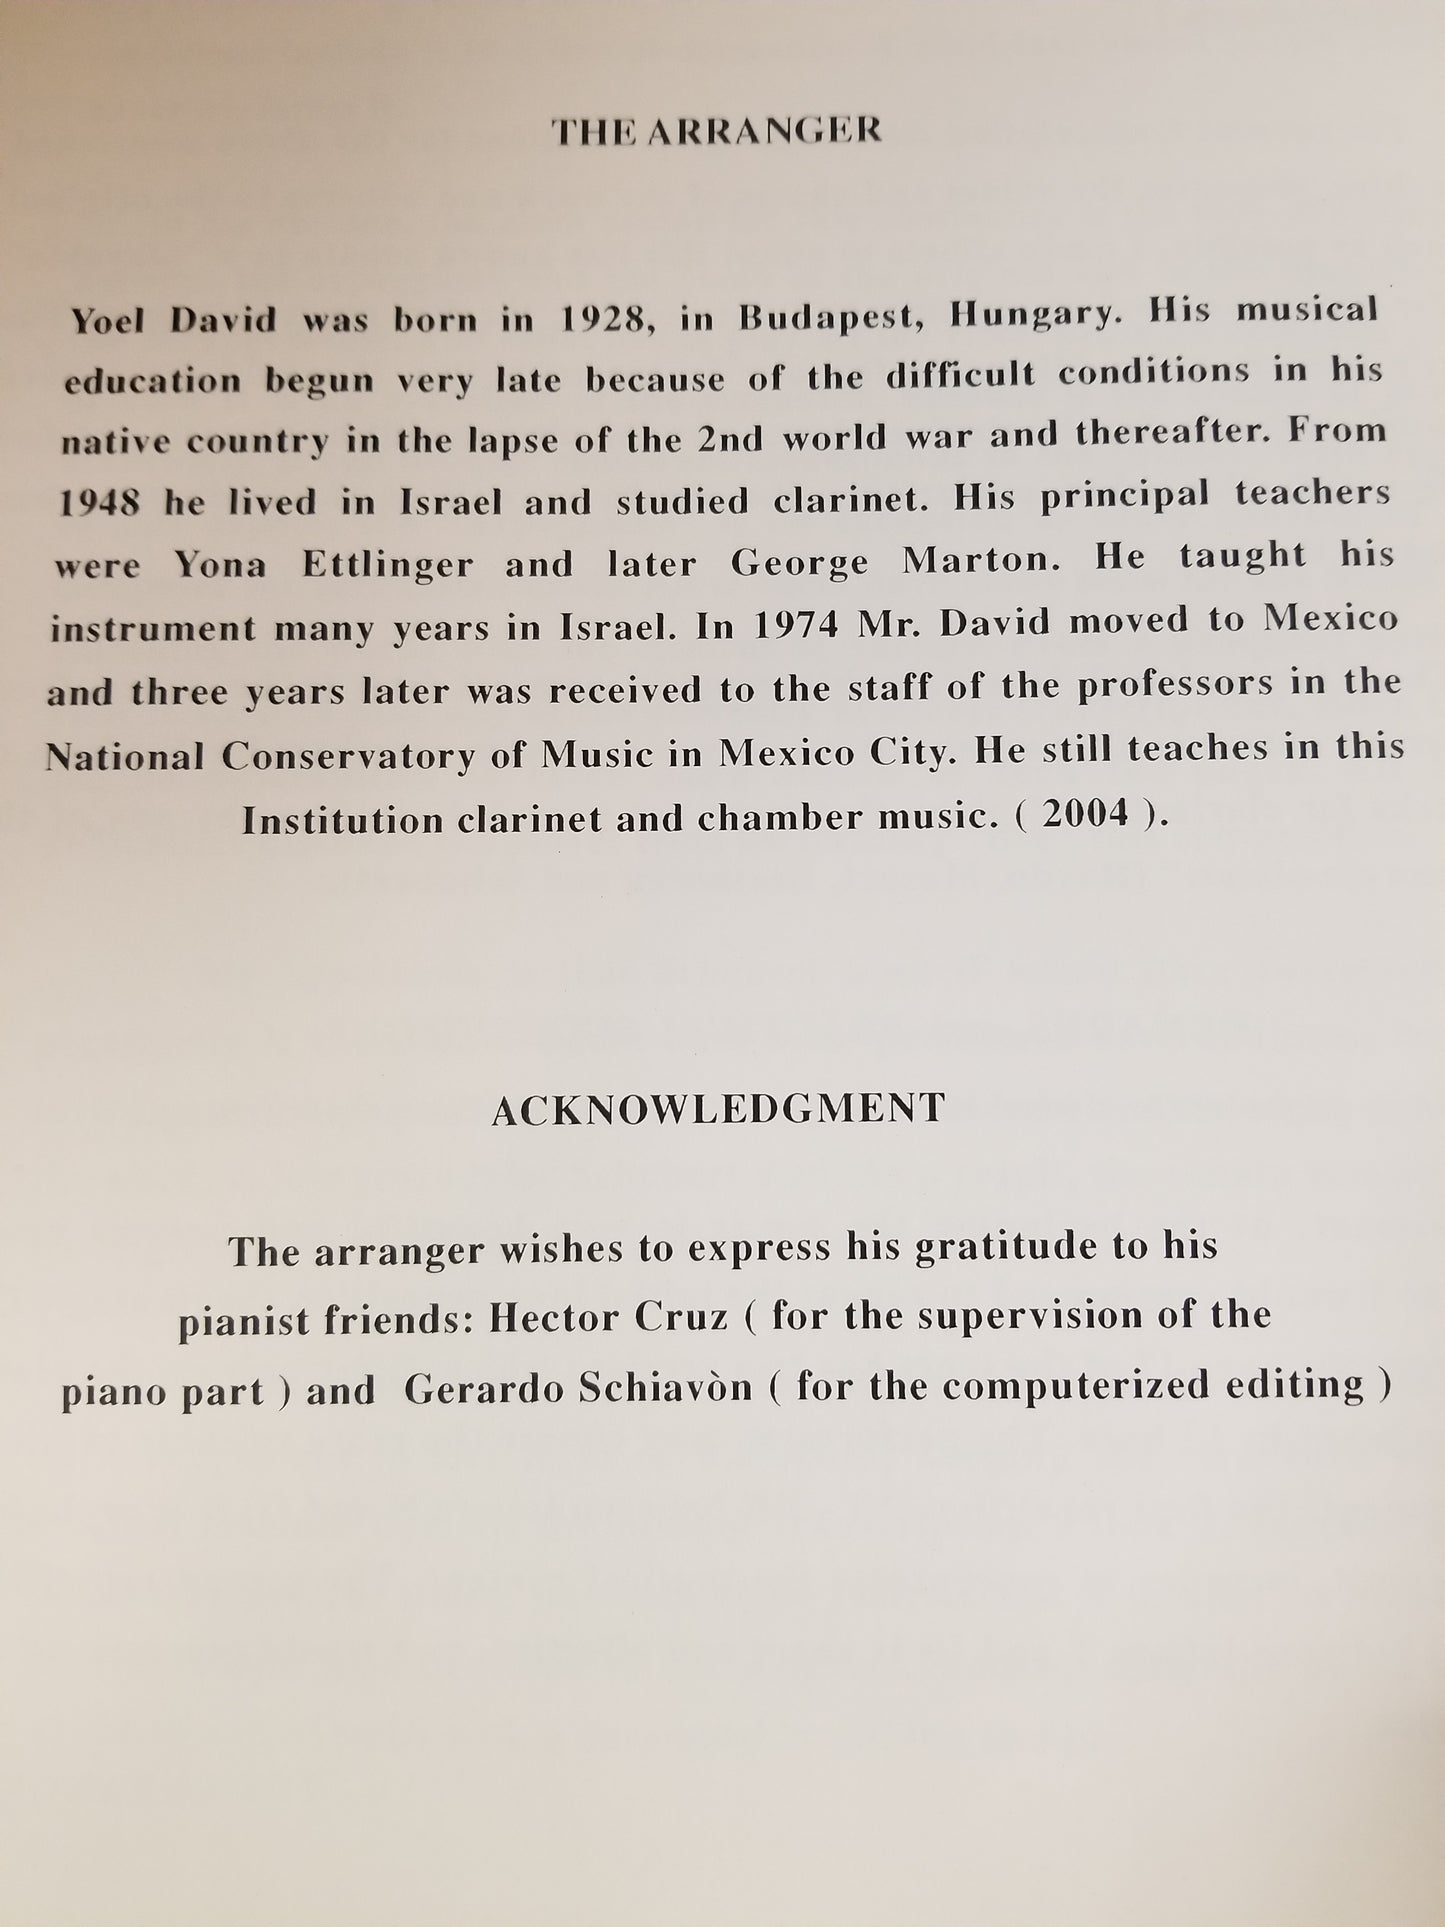 THE ARRANGER
Yoel David was born in 1928, in Budapest, Hungary. His musical
education begun very late because of the difficult conditions in his
native country in the lapse of the 2nd world war and thereafter. From
1948 he lived in Israel and studied clarinet. His principal teachers
were Yona Ettlinger and later George Marton. He taught his
instrument many years in Israel. In 1974 Mr. David moved to Mexico
and three years later was received to the staff of the professors in the
National Conservatory of Music in Mexico City. He still teaches in this
Institution clarinet and chamber music. ( 2004 ).
ACKNOWLEDGMENT
The arranger wishes to express his gratitude to his
pianist friends: Hector Cruz ( for the supervision of the
piano part ) and Gerardo Schiavòn ( for the computerized editing )